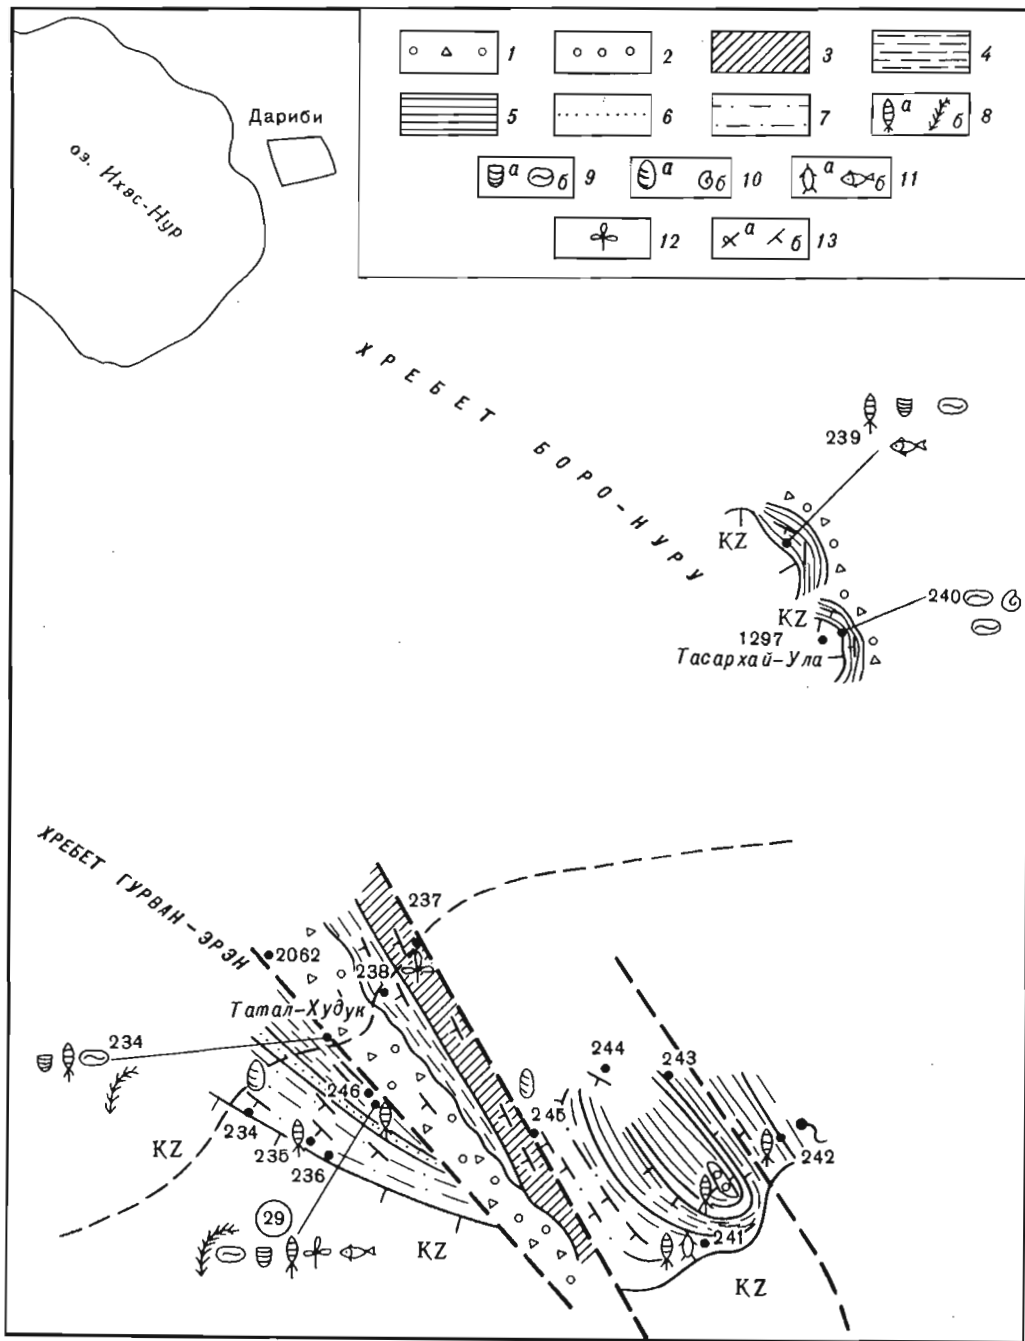 1
2
3
4
5
6
7
а б 8
а б 9
а б 10
а б 11
12
а б 13
Дариби
оз. Ихэс-Нур
ХРЕБЕТ БОРО-НУРУ
239
KZ
240
KZ
1297
Тасархай-Ула
ХРЕБЕТ ГУРВАН-ЭРЭН
237
2062
238
Татал-Худук
234
244
243
246
245
234
KZ
235
242
236
29
241
KZ
KZ